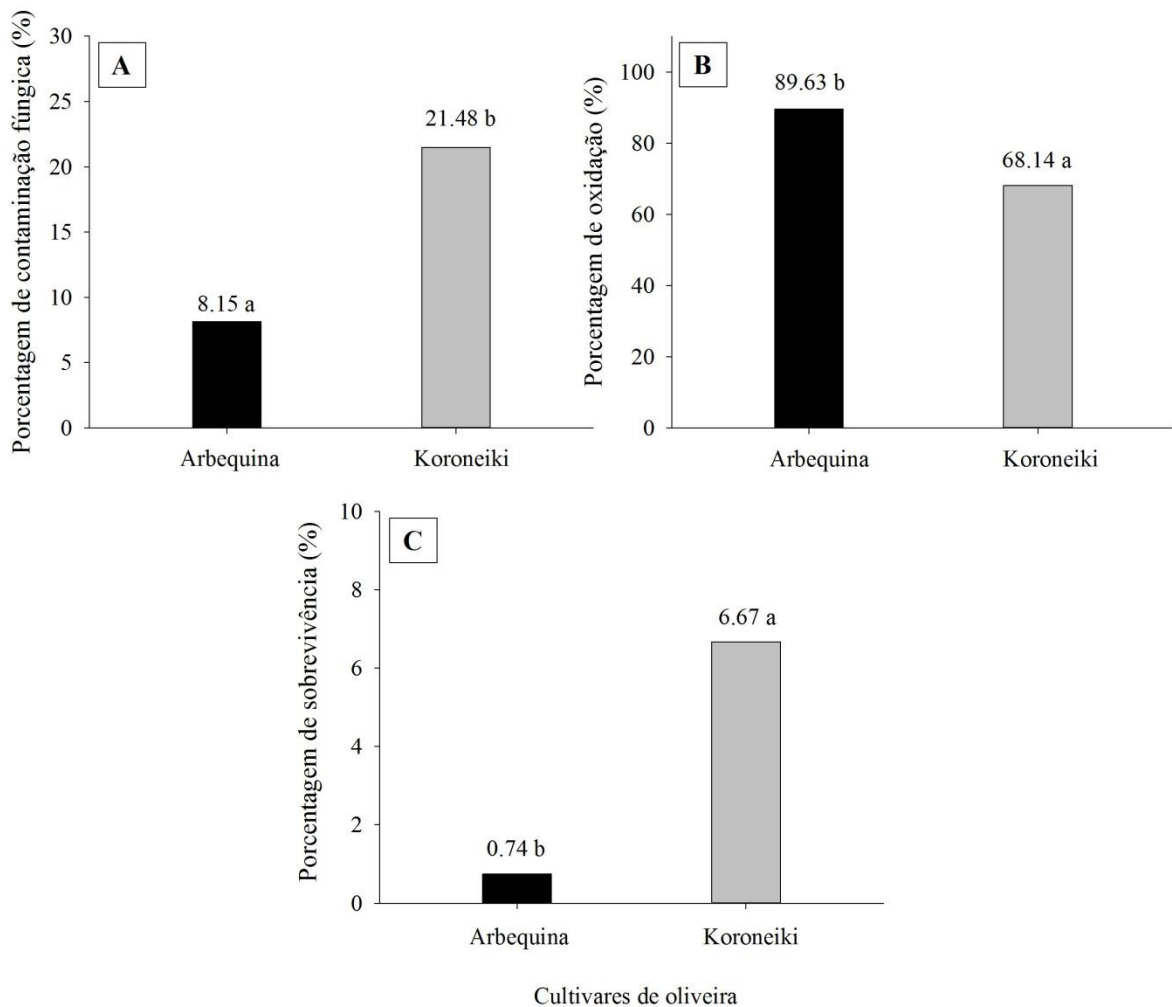 Porcentagem de contaminação fúngica (%)
A
30
25
20
15
10
5
0
8.15 a
21.48 b
Arbequina
Koroneiki
Porcentagem de oxidação (%)
B
100
80
60
40
20
0
89.63 b
68.14 a
Arbequina
Koroneiki
Porcentagem de sobrevivência (%)
C
10
8
6
4
2
0
0.74 b
6.67 a
Arbequina
Koroneiki
Cultivares de oliveira